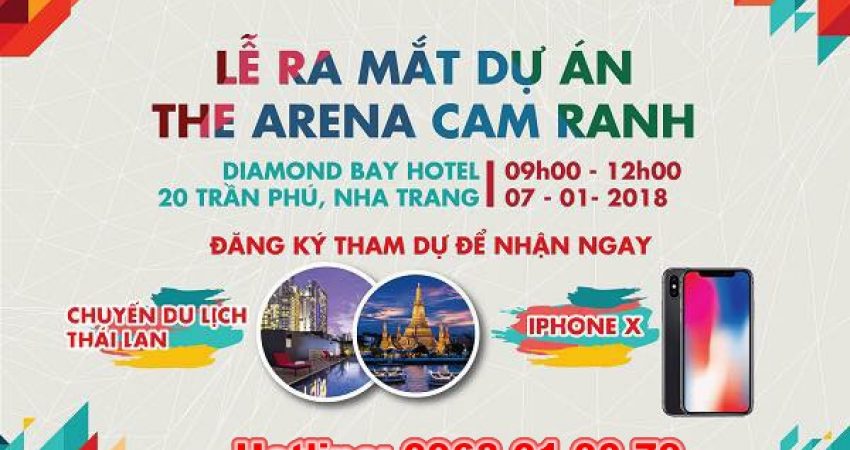 LỄ RA MẮT DỰ ÁN
THE ARENA CAM RANH
DIAMOND BAY HOTEL
20 TRẦN PHÚ, NHA TRANG
09h00 - 12h00
07 - 01- 2018
ĐĂNG KÝ THAM DỰ ĐỂ NHẬN NGAY
CHUYẾN DU LỊCH
THÁI LAN
IPHONE X